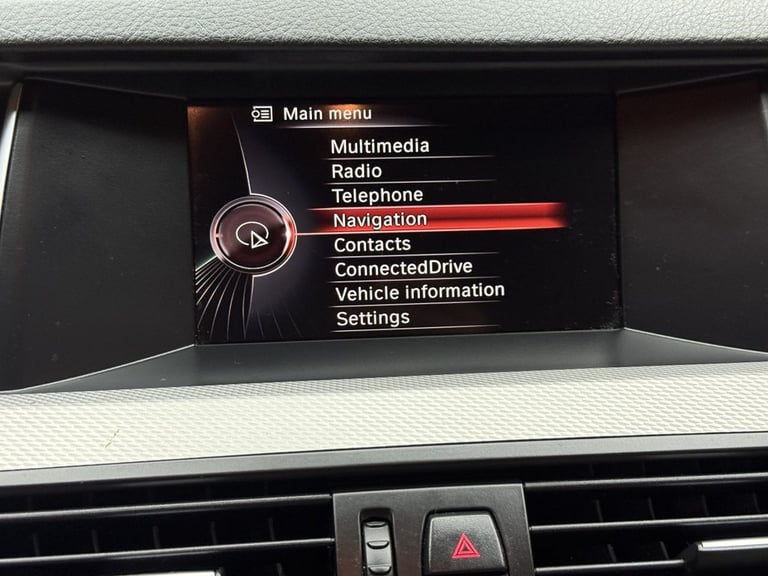 Main menu
Multimedia
Radio
Telephone
Navigation
Contacts
ConnectedDrive
Vehicle information
Settings